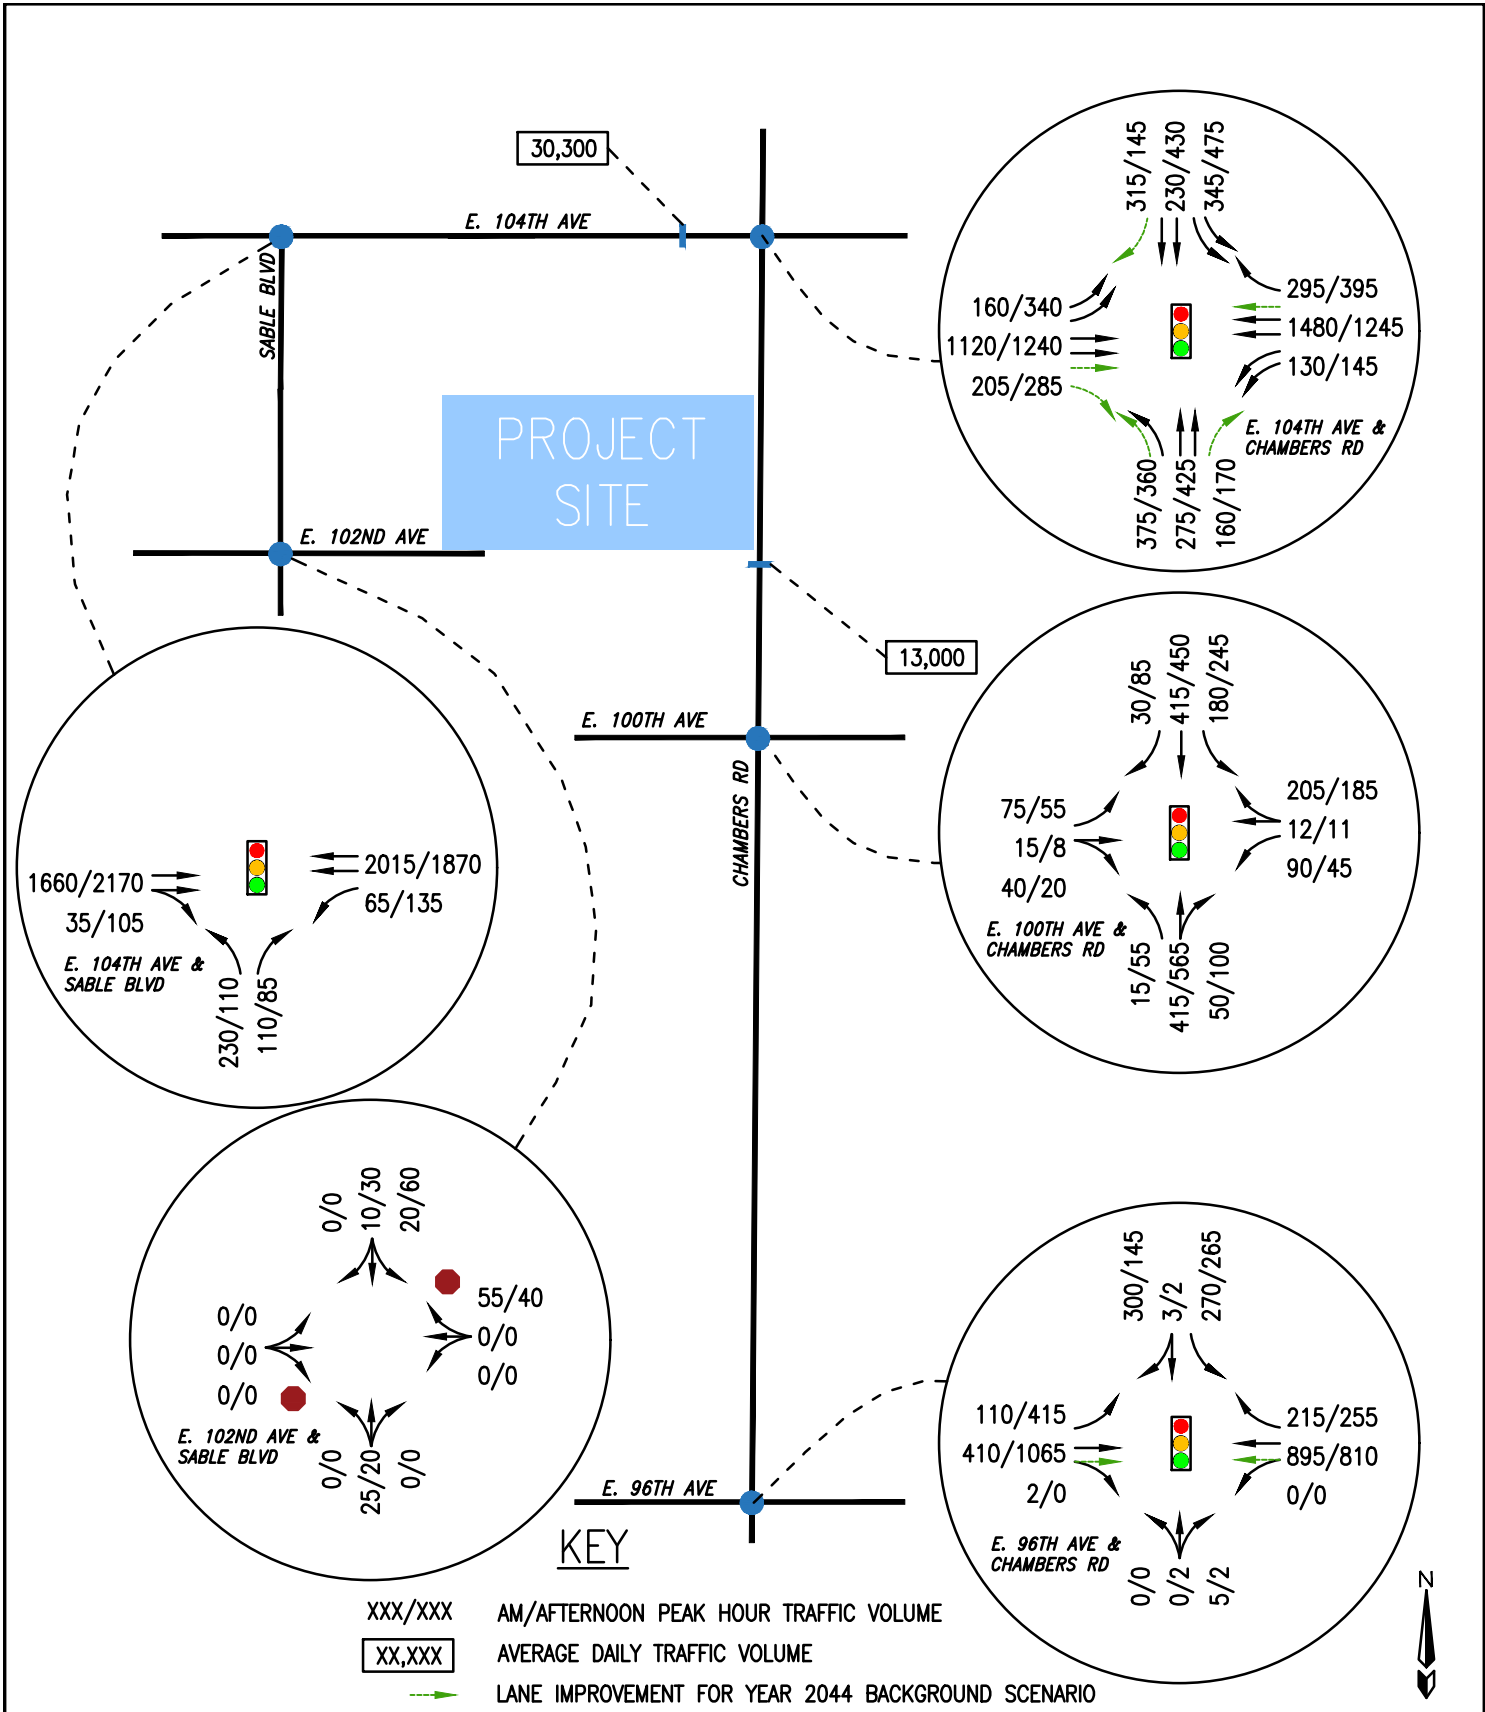 30,300
E. 104TH AVE
SABLE BLVD
PROJECT
SITE
E. 102ND AVE
13,000
E. 100TH AVE
CHAMBERS RD
E. 96TH AVE
315/145
230/430
345/475
160/340
1120/1240
205/285
295/395
1480/1245
130/145
E. 104TH AVE &
CHAMBERS RD
375/360
275/425
160/170
30/85
415/450
180/245
75/55
15/8
40/20
205/185
12/11
90/45
E. 100TH AVE &
CHAMBERS RD
15/55
415/565
50/100
1660/2170
35/105
2015/1870
65/135
E. 104TH AVE &
SABLE BLVD
230/110
110/85
0/0
10/30
20/60
0/0
0/0
0/0
55/40
0/0
0/0
E. 102ND AVE &
SABLE BLVD
0/0
25/20
0/0
300/145
3/2
270/265
110/415
410/1065
2/0
215/255
895/810
0/0
E. 96TH AVE &
CHAMBERS RD
0/0
0/2
5/2
KEY
XXX/XXX AM/AFTERNOON PEAK HOUR TRAFFIC VOLUME
XX,XXX AVERAGE DAILY TRAFFIC VOLUME
LANE IMPROVEMENT FOR YEAR 2044 BACKGROUND SCENARIO
N